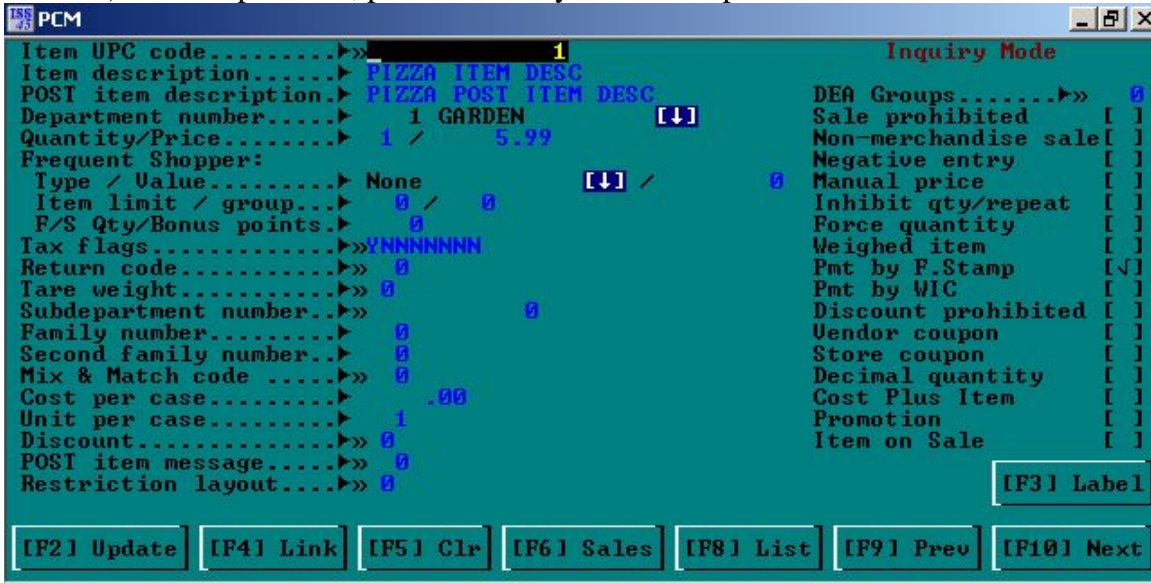 ISS 45 PCM
Item UPC code.........►» 1
Inquiry Mode
Item description......► PIZZA ITEM DESC
POST item description.► PIZZA POST ITEM DESC
DEA Groups.......►» 0
Department number.....► 1 GARDEN [↓]
Sale prohibited [ ]
Quantity/Price........► 1 / 5.99
Non-merchandise sale[ ]
Frequent Shopper:
Negative entry [ ]
Type / Value.........► None [↓] / 0
Manual price [ ]
Item limit / group...► 0 / 0
Inhibit qty/repeat [ ]
F/S Qty/Bonus points.► 0
Force quantity [ ]
Tax flags.............►»YNNNNNNN
Weighed item [ ]
Return code...........►» 0
Pmt by F.Stamp [√]
Tare weight...........►» 0
Pmt by WIC [ ]
Subdepartment number..►» 0
Discount prohibited [ ]
Family number.........► 0
Vendor coupon [ ]
Second family number..► 0
Store coupon [ ]
Mix & Match code .....►» 0
Decimal quantity [ ]
Cost per case.........► .00
Cost Plus Item [ ]
Unit per case.........► 1
Promotion [ ]
Discount..............►» 0
Item on Sale [ ]
POST item message.....►» 0
Restriction layout....►» 0
[F3] Label
[F2] Update [F4] Link [F5] Clr [F6] Sales [F8] List [F9] Prev [F10] Next